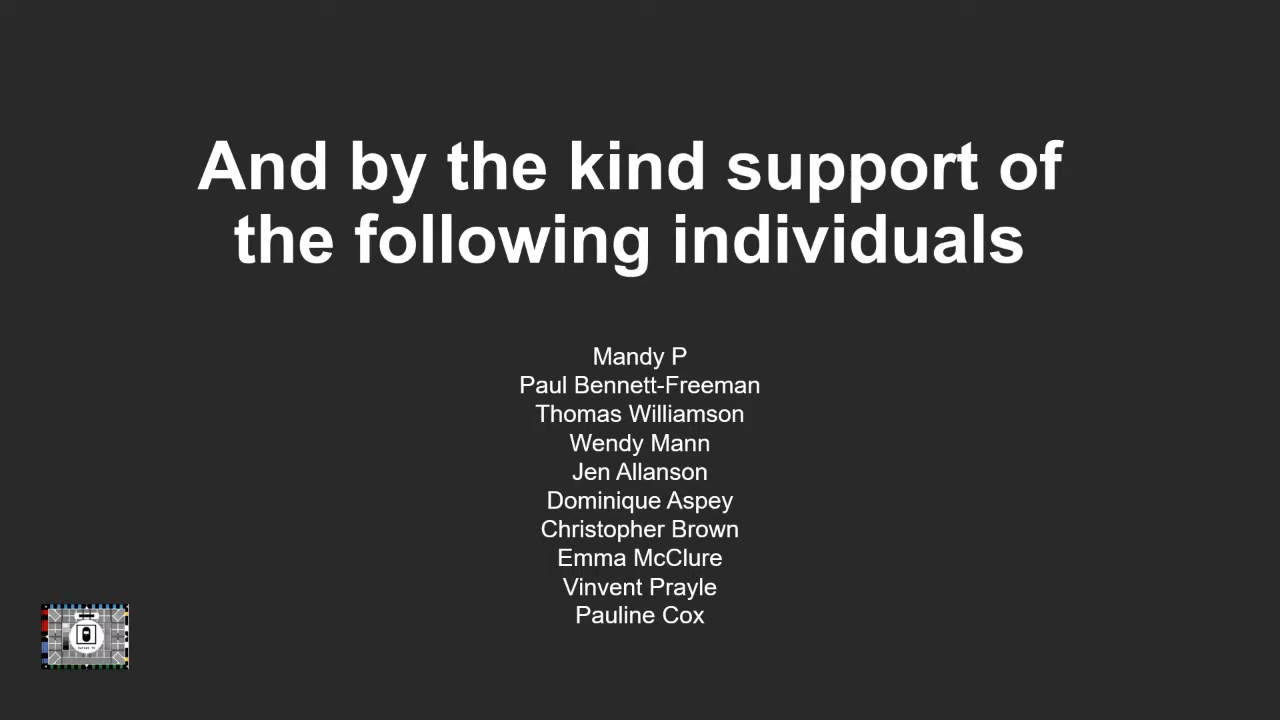 And by the kind support of
the following individuals
Mandy P
Paul Bennett-Freeman
Thomas Williamson
Wendy Mann
Jen Allanson
Dominique Aspey
Christopher Brown
Emma McClure
Vinvent Prayle
Pauline Cox